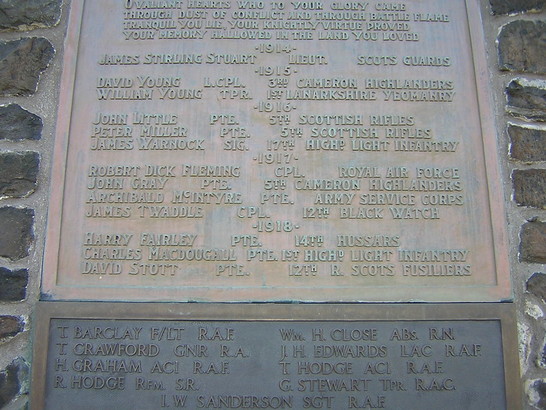 O VALIANT HEARTS WHO TO YOUR GLORY CAME
THROUGH DUST OF CONFLICT AND THROUGH BATTLE FLAME
TRANQUIL YOU LIE YOUR KNIGHTLY VIRTUE PROVED
YOUR MEMORY HALLOWED IN THE LAND YOU LOVED
-1914-
JAMES STIRLING STUART LIEUT. SCOTS GUARDS
-1915-
DAVID YOUNG L.CPL. 3RD CAMERON HIGHLANDERS
WILLIAM YOUNG TPR. 1ST LANARKSHIRE YEOMANRY
-1916-
JOHN LITTLE PTE. 5TH SCOTTISH RIFLES
PETER MILLER PTE. 5TH SCOTTISH RIFLES
JAMES WARNOCK SIG. 17TH HIGHD LIGHT INFANTRY
-1917-
ROBERT DICK FLEMING CPL. ROYAL AIR FORCE
JOHN GRAY PTE. 5TH CAMERON HIGHLANDERS
ARCHIBALD McINTYRE PTE. ARMY SERVICE CORPS
JAMES TWADDLE CPL. 12TH BLACK WATCH
-1918-
HARRY FAIRLEY PTE. 14TH HUSSARS
CHARLES MACDOUGALL PTE. 1ST HIGHD LIGHT INFANTRY
DAVID STOTT PTE. 12TH R. SCOTS FUSILIERS
T. BARCLAY F/LT R.A.F. WM. H. CLOSE ABS. R.N.
T. CRAWFORD GNR R.A. J.H. EDWARDS LAC R.A.F.
H. GRAHAM AC1 R.A.F. T. HODGE AC1 R.A.F.
R. HODGE RFM. S.R. G. STEWART TPR. R.A.C.
I.W. SANDERSON SGT R.A.F.